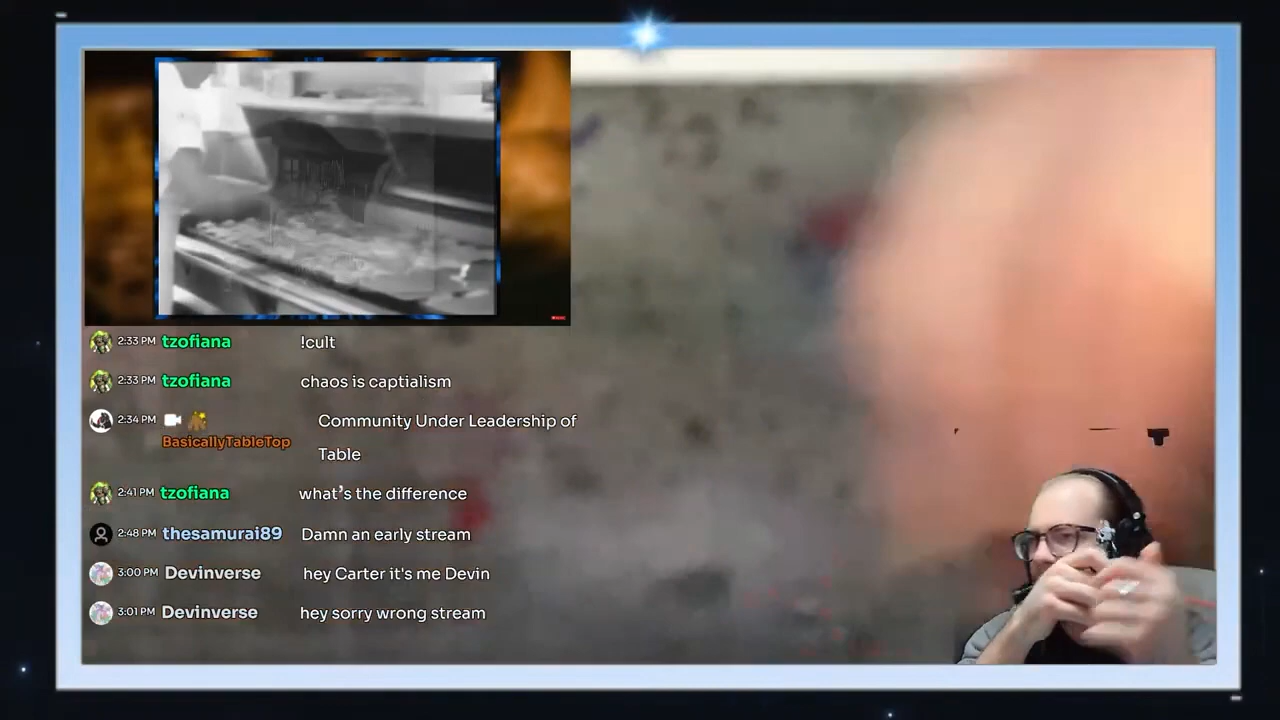 2:33 PM tzofiana !cult
2:33 PM tzofiana chaos is captialism
2:34 PM BasicallyTableTop Community Under Leadership of
Table
2:41 PM tzofiana what's the difference
2:48 PM thesamurai89 Damn an early stream
3:00 PM Devinverse hey Carter it's me Devin
3:01 PM Devinverse hey sorry wrong stream